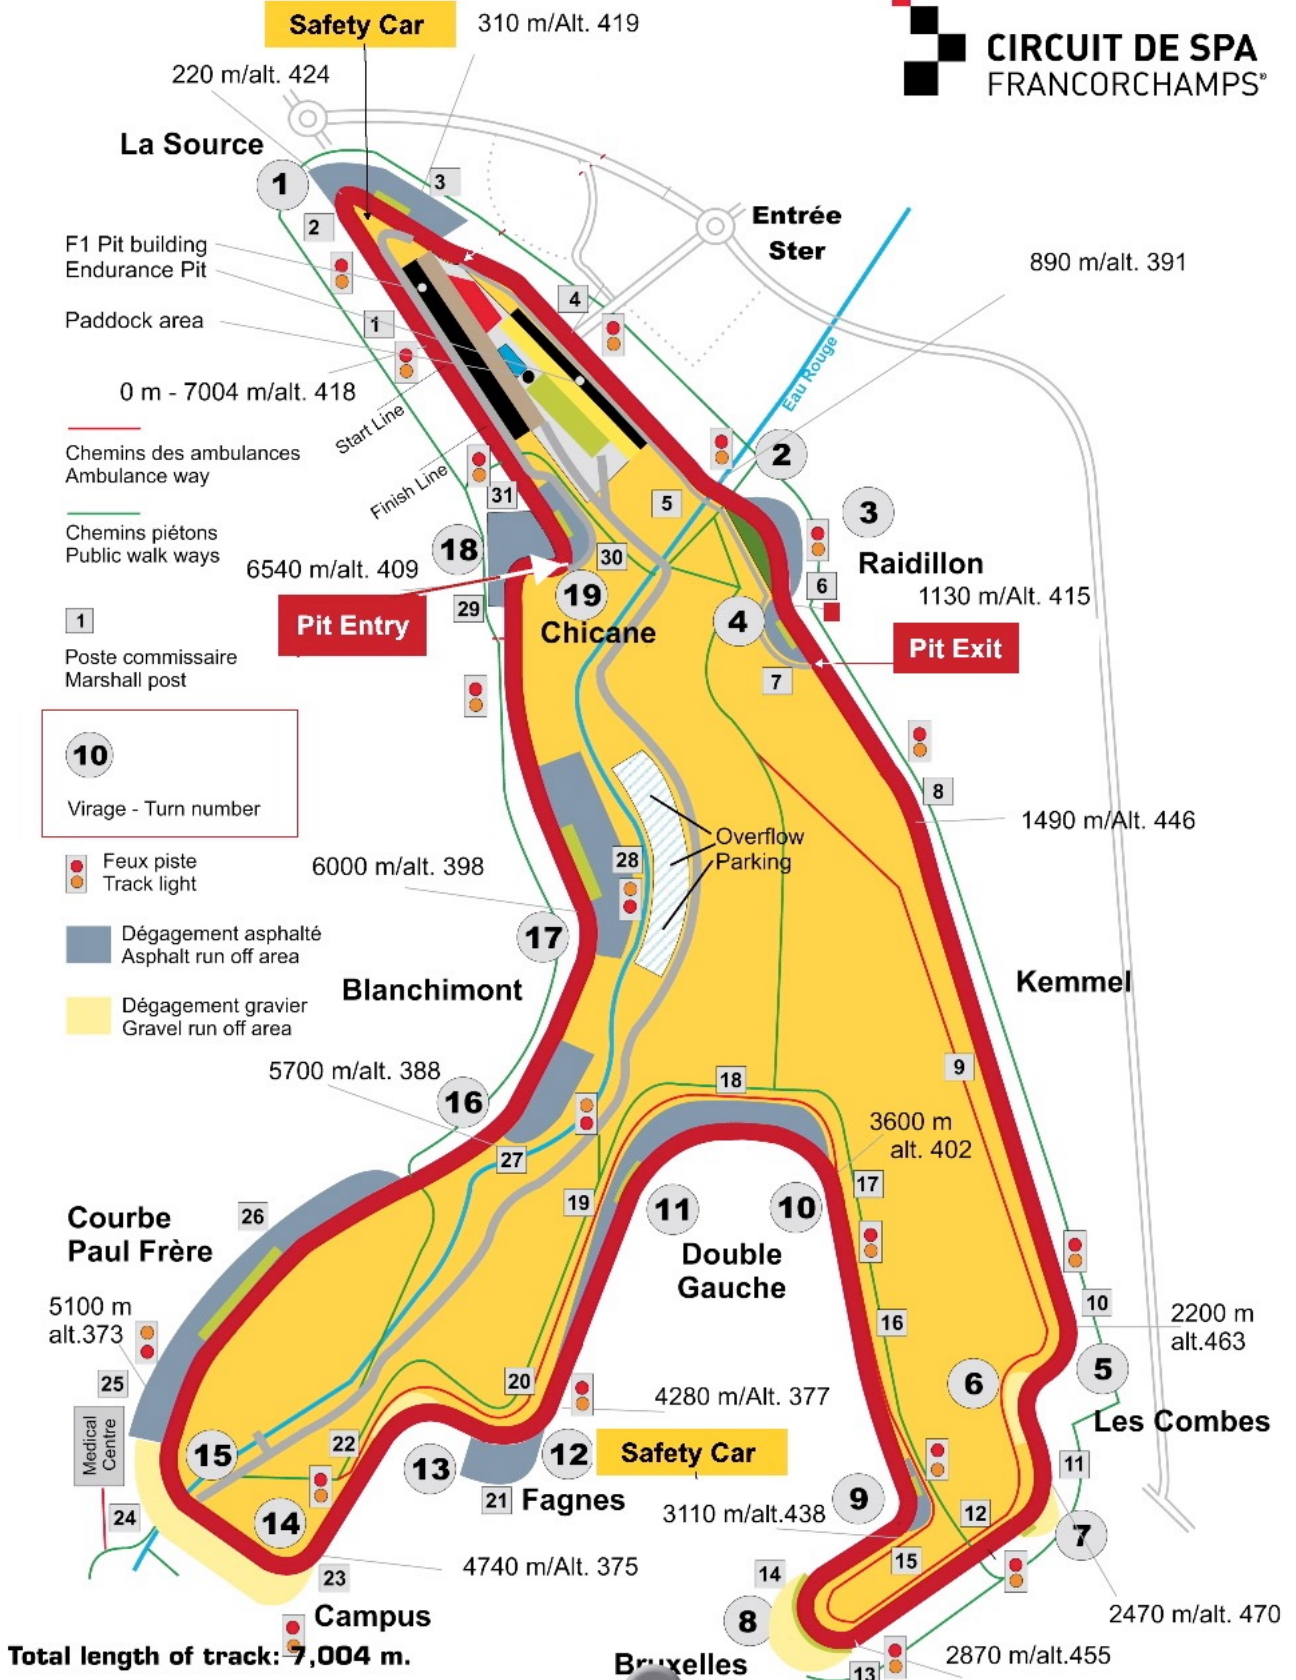 Safety Car
310 m/Alt. 419
CIRCUIT DE SPA
FRANCORCHAMPS®
220 m/alt. 424
La Source
1
3
2
Entrée
Ster
F1 Pit building
Endurance Pit
890 m/alt. 391
4
Paddock area
1
Eau Rouge
0 m - 7004 m/alt. 418
Start Line
Chemins des ambulances
Ambulance way
2
Finish Line
31
5
3
Chemins piétons
Public walk ways
18
30
Raidillon
6540 m/alt. 409
6
19
1130 m/Alt. 415
29
1
Pit Entry
Chicane
4
Pit Exit
Poste commissaire
Marshall post
7
10
8
Virage - Turn number
1490 m/Alt. 446
Overflow
Parking
Feux piste
Track light
28
6000 m/alt. 398
17
Dégagement asphalté
Asphalt run off area
Blanchimont
Kemmel
Dégagement gravier
Gravel run off area
5700 m/alt. 388
9
18
16
3600 m
alt. 402
27
17
19
11
10
26
Courbe
Paul Frère
Double
Gauche
5100 m
alt.373
10
2200 m
alt.463
16
25
20
6
5
4280 m/Alt. 377
Les Combes
Medical
Centre
15
22
13
12
Safety Car
11
21
Fagnes
9
24
14
3110 m/alt.438
12
7
15
4740 m/Alt. 375
23
14
Campus
8
2470 m/alt. 470
Total length of track: 7,004 m.
Bruxelles
2870 m/alt.455
13